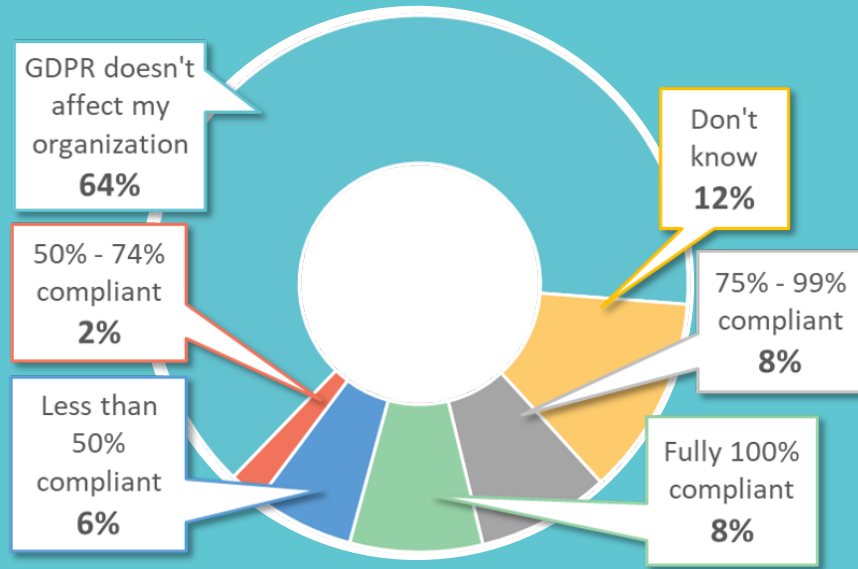 GDPR doesn't
affect my
organization
64%
Don't
know
12%
50% - 74%
compliant
2%
75% - 99%
compliant
8%
Less than
50%
compliant
6%
Fully 100%
compliant
8%